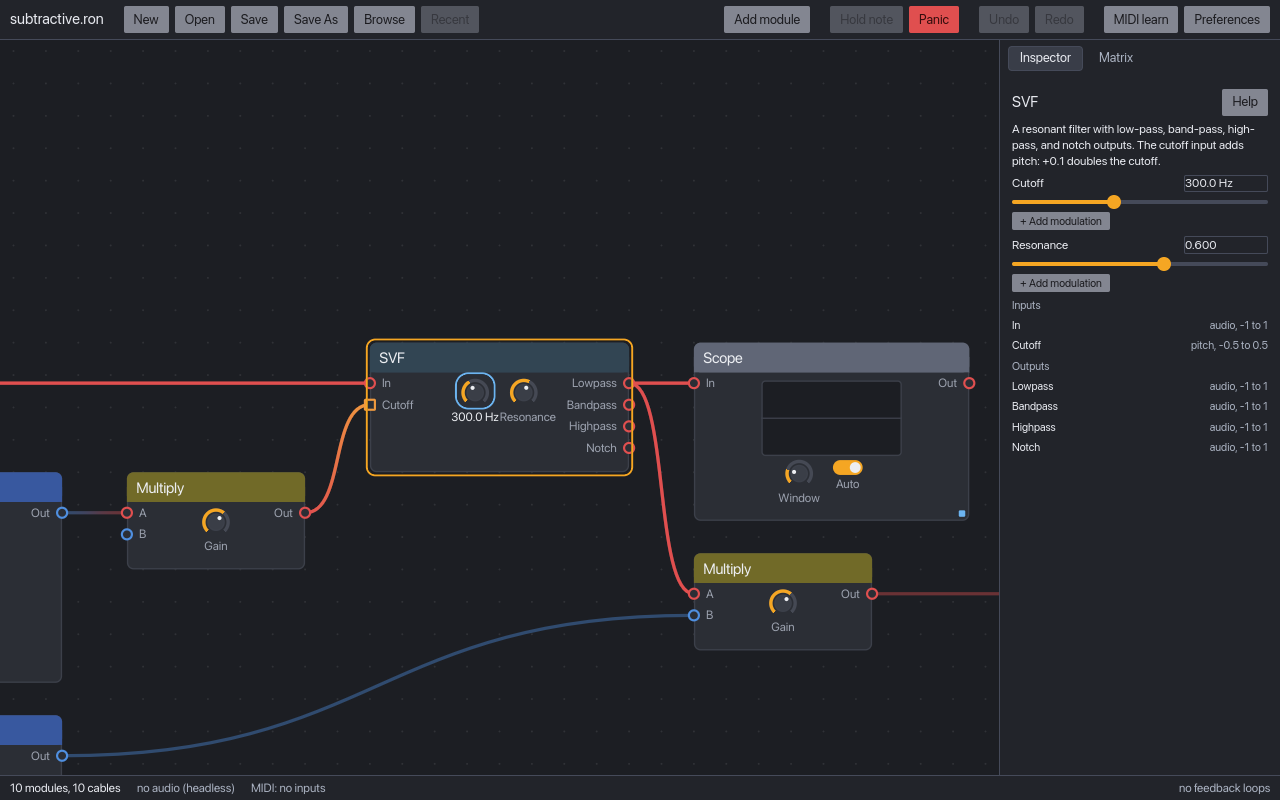 subtractive.ron New Open Save Save As Browse Recent Add module Hold note Panic Undo Redo MIDI learn Preferences
Inspector Matrix
SVF Help
A resonant filter with low-pass, band-pass, high-
pass, and notch outputs. The cutoff input adds
pitch: +0.1 doubles the cutoff.
Cutoff 300.0 Hz
+ Add modulation
Resonance 0.600
+ Add modulation
Inputs
In audio, -1 to 1
Cutoff pitch, -0.5 to 0.5
Outputs
Lowpass audio, -1 to 1
Bandpass audio, -1 to 1
Highpass audio, -1 to 1
Notch audio, -1 to 1
SVF
In Lowpass
Cutoff Bandpass
300.0 Hz Resonance
Highpass
Notch
Scope
In Out
Window Auto
Out
Multiply
A Out
B
Gain
Multiply
A Out
B
Gain
Out
10 modules, 10 cables no audio (headless) MIDI: no inputs no feedback loops